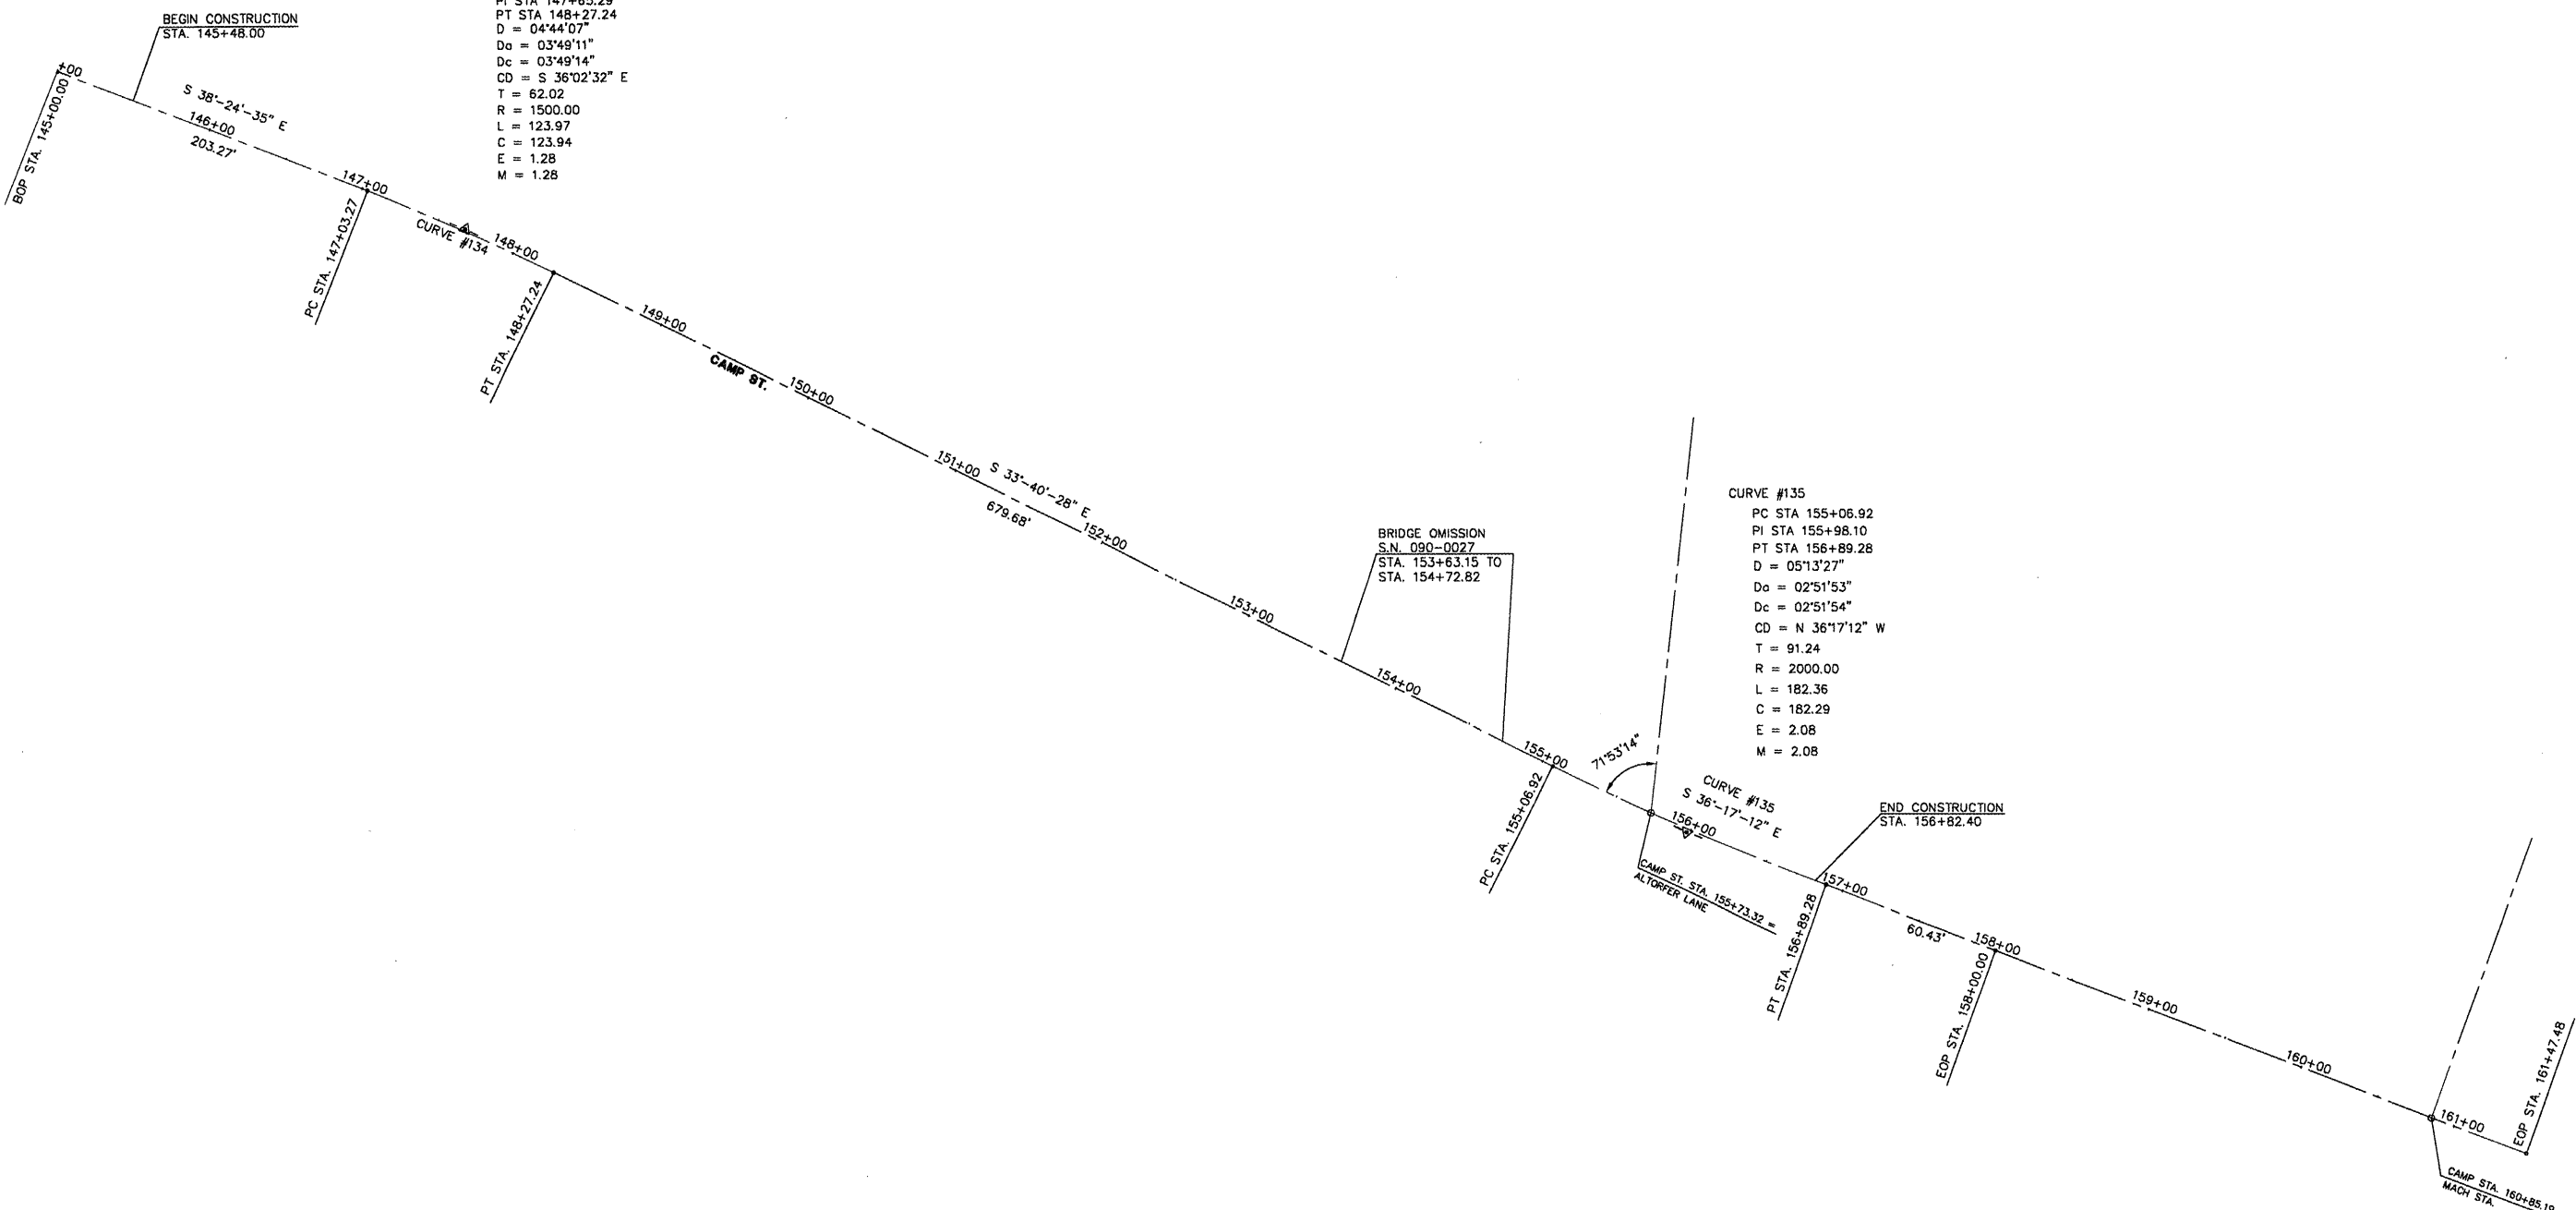 BEGIN CONSTRUCTION
STA. 145+48.00
PI STA 147+65.29
PT STA 148+27.24
D = 04°44'07"
Da = 03°49'11"
Dc = 03°49'14"
CD = S 36°02'32" E
T = 62.02
R = 1500.00
L = 123.97
C = 123.94
E = 1.28
M = 1.28
+00
BOP STA. 145+00.00
S 38°-24'-35" E
146+00
203.27'
147+00
PC STA. 147+03.27
CURVE #134
148+00
PT STA. 148+27.24
149+00
CAMP ST.
150+00
151+00
S 33°-40'-28" E
679.68'
152+00
153+00
BRIDGE OMISSION
S.N. 090-0027
STA. 153+63.15 TO
STA. 154+72.82
154+00
155+00
PC STA. 155+06.92
71°53'14"
CURVE #135
PC STA 155+06.92
PI STA 155+98.10
PT STA 156+89.28
D = 05°13'27"
Da = 02°51'53"
Dc = 02°51'54"
CD = N 36°17'12" W
T = 91.24
R = 2000.00
L = 182.36
C = 182.29
E = 2.08
M = 2.08
CURVE #135
S 36°-17'-12" E
156+00
CAMP ST. STA. 155+73.32 =
ALTORFER LANE
END CONSTRUCTION
STA. 156+82.40
157+00
PT STA. 156+89.28
60.43'
158+00
EOP STA. 158+00.00
159+00
160+00
161+00
EOP STA. 161+47.48
CAMP STA. 160+85.19
MACH STA.